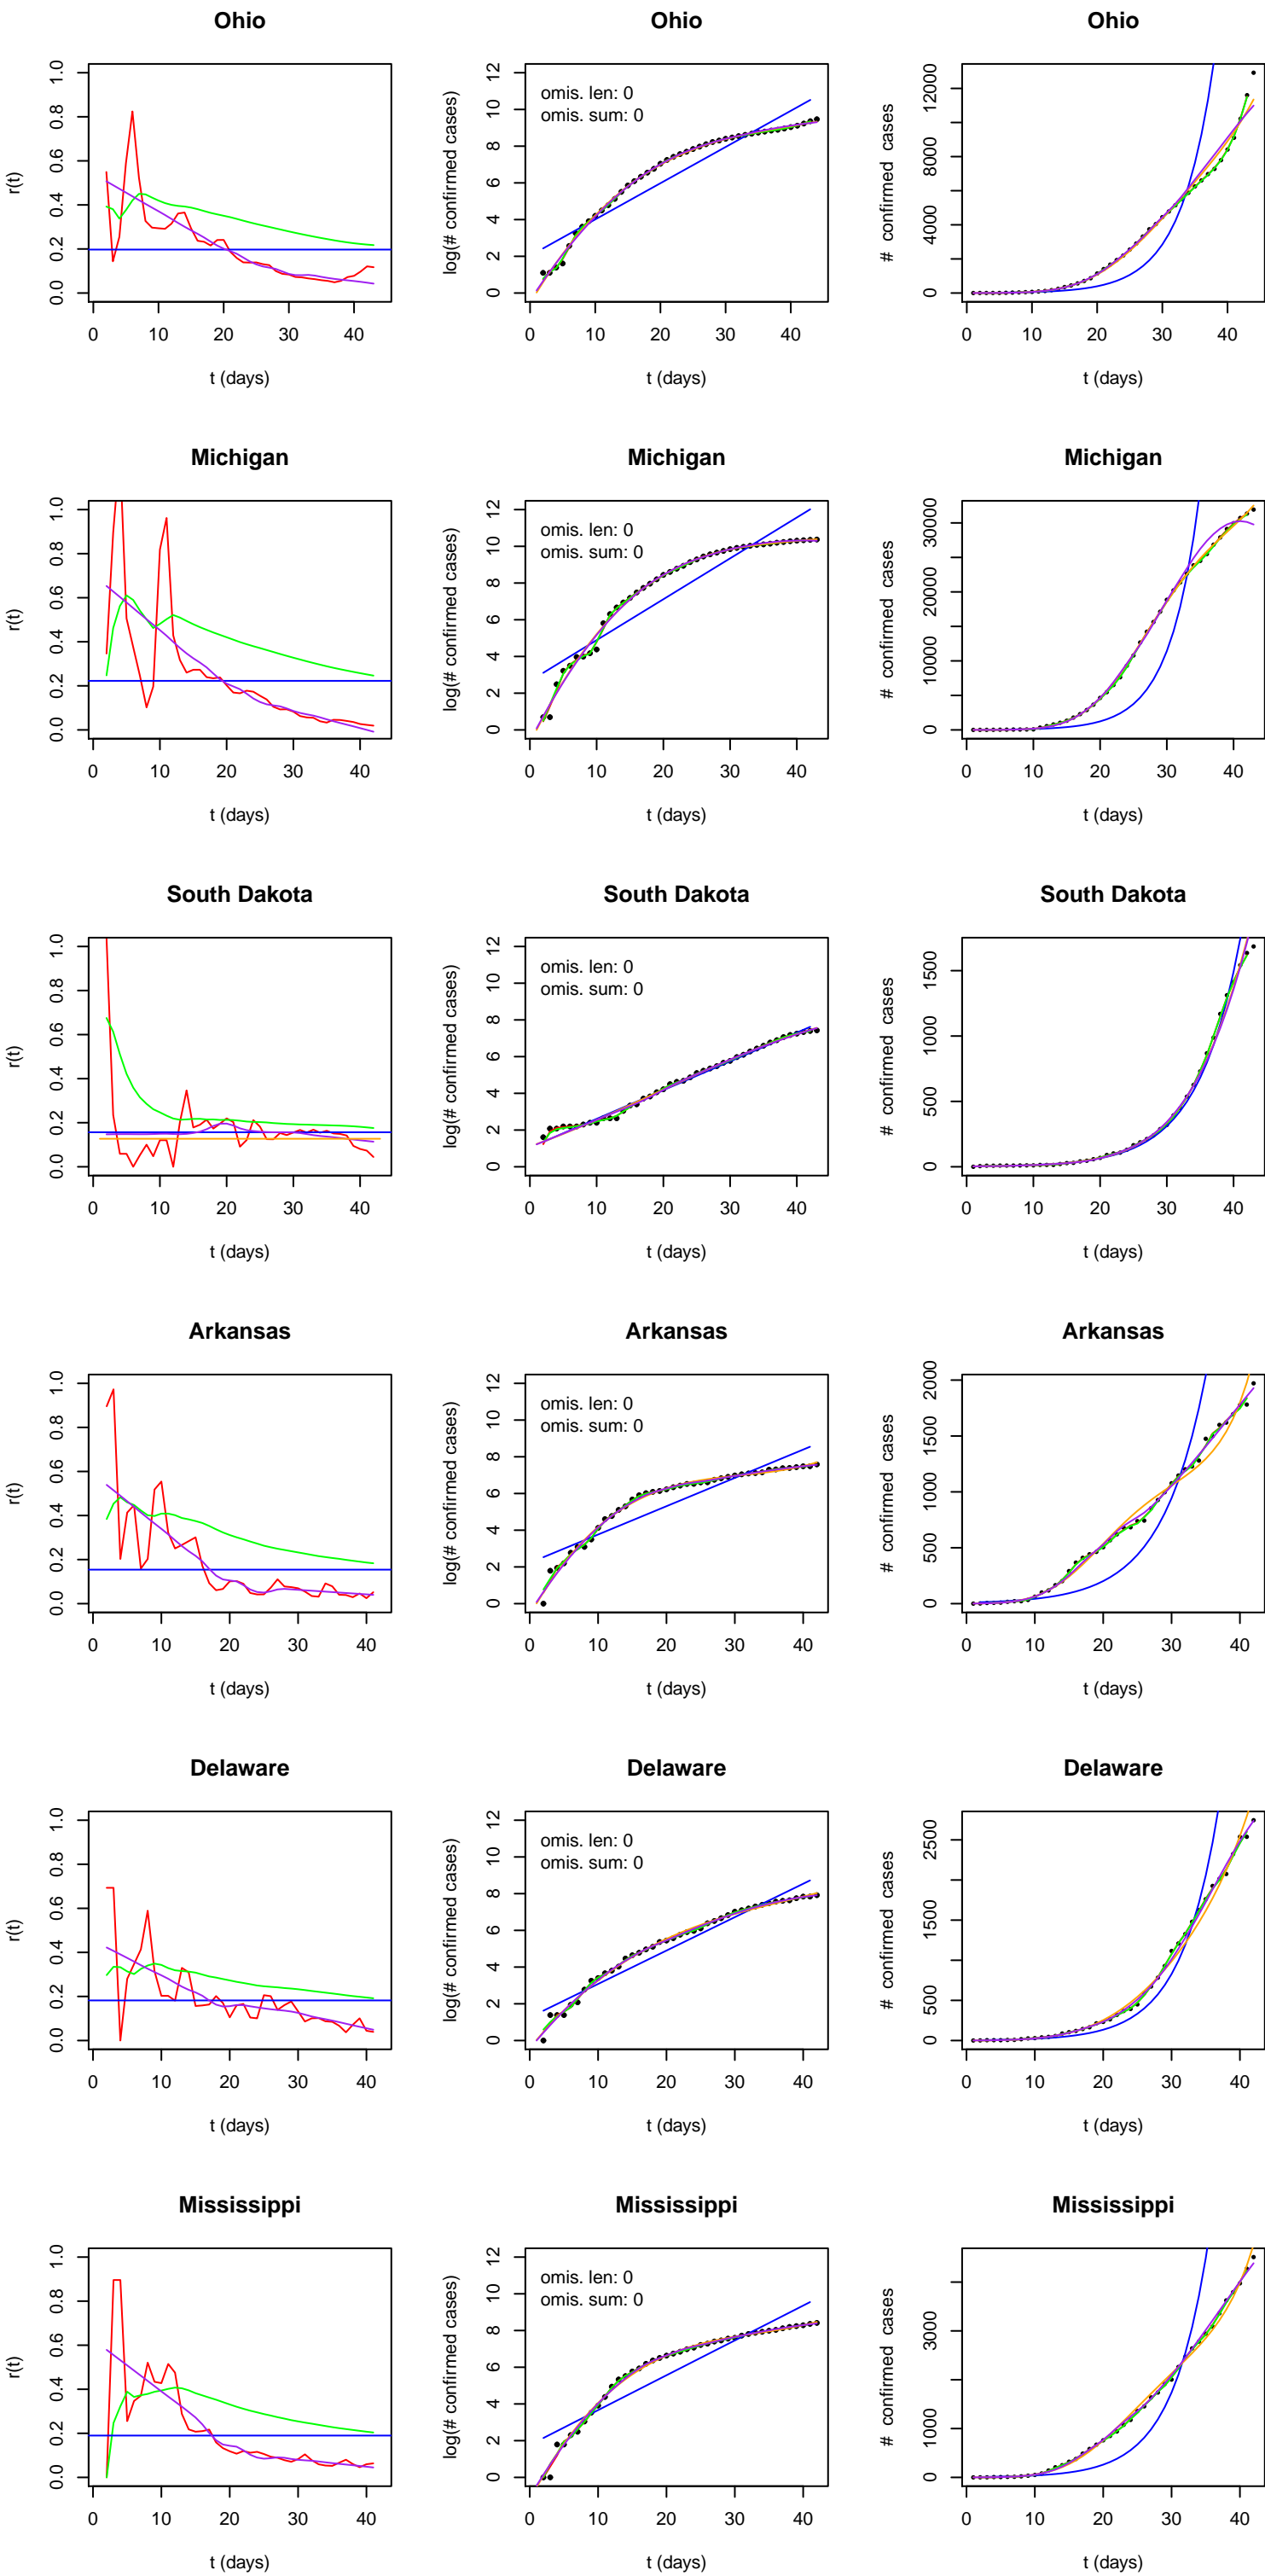 Ohio
r(t)
0.0 0.2 0.4 0.6 0.8 1.0
0 10 20 30 40
t (days)
Ohio
omis. len: 0
omis. sum: 0
log(# confirmed cases)
0 2 4 6 8 10 12
0 10 20 30 40
t (days)
Ohio
# confirmed cases
0 4000 8000 12000
0 10 20 30 40
t (days)
Michigan
r(t)
0.0 0.2 0.4 0.6 0.8 1.0
0 10 20 30 40
t (days)
Michigan
omis. len: 0
omis. sum: 0
log(# confirmed cases)
0 2 4 6 8 10 12
0 10 20 30 40
t (days)
Michigan
# confirmed cases
0 10000 20000 30000
0 10 20 30 40
t (days)
South Dakota
r(t)
0.0 0.2 0.4 0.6 0.8 1.0
0 10 20 30 40
t (days)
South Dakota
omis. len: 0
omis. sum: 0
log(# confirmed cases)
0 2 4 6 8 10 12
0 10 20 30 40
t (days)
South Dakota
# confirmed cases
0 500 1000 1500
0 10 20 30 40
t (days)
Arkansas
r(t)
0.0 0.2 0.4 0.6 0.8 1.0
0 10 20 30 40
t (days)
Arkansas
omis. len: 0
omis. sum: 0
log(# confirmed cases)
0 2 4 6 8 10 12
0 10 20 30 40
t (days)
Arkansas
# confirmed cases
0 500 1000 1500 2000
0 10 20 30 40
t (days)
Delaware
r(t)
0.0 0.2 0.4 0.6 0.8 1.0
0 10 20 30 40
t (days)
Delaware
omis. len: 0
omis. sum: 0
log(# confirmed cases)
0 2 4 6 8 10 12
0 10 20 30 40
t (days)
Delaware
# confirmed cases
0 500 1500 2500
0 10 20 30 40
t (days)
Mississippi
r(t)
0.0 0.2 0.4 0.6 0.8 1.0
0 10 20 30 40
t (days)
Mississippi
omis. len: 0
omis. sum: 0
log(# confirmed cases)
0 2 4 6 8 10 12
0 10 20 30 40
t (days)
Mississippi
# confirmed cases
0 1000 3000
0 10 20 30 40
t (days)